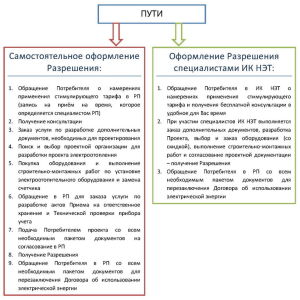 ПУТИ
Самостоятельное оформление
Разрешения:
1. Обращение Потребителя о намерениях
применения стимулирующего тарифа в РП
(запись на приём на время, которое
определяется специалистом РП)
2. Получение консультации
3. Заказ услуги по разработке дополнительных
документов, необходимых для проектирования
4. Поиск и выбор проектной организации для
разработки проекта электроотопления
5. Покупка оборудования и выполнение
строительно-монтажных работ по установке
электроотопительного оборудования и замена
счетчика
6. Обращение в РП для заказа услуги по
разработке актов Приема на ответственное
хранение и Технической проверки прибора
учета
7. Подача Потребителем проекта со всем
необходимым пакетом документов на
согласование в РП
8. Получение Разрешения
9. Обращение Потребителя в РП со всем
необходимым пакетом документов для
перезаключения Договора об использовании
электрической энергии
Оформление Разрешения
специалистами ИК НЭТ:
1. Обращение Потребителя в ИК НЭТ о
намерениях применения стимулирующего
тарифа и получения бесплатной консультации в
удобное для Вас время
2. При участии специалистов ИК НЭТ выполняется
заказ дополнительных документов, разработка
Проекта, выбор и заказ оборудования (со
скидкой), выполнение строительно-монтажных
работ и согласование проектной документации
– получение Разрешения
3. Обращение Потребителя в РП со всем
необходимым пакетом документов для
перезаключения Договора об использовании
электрической энергии